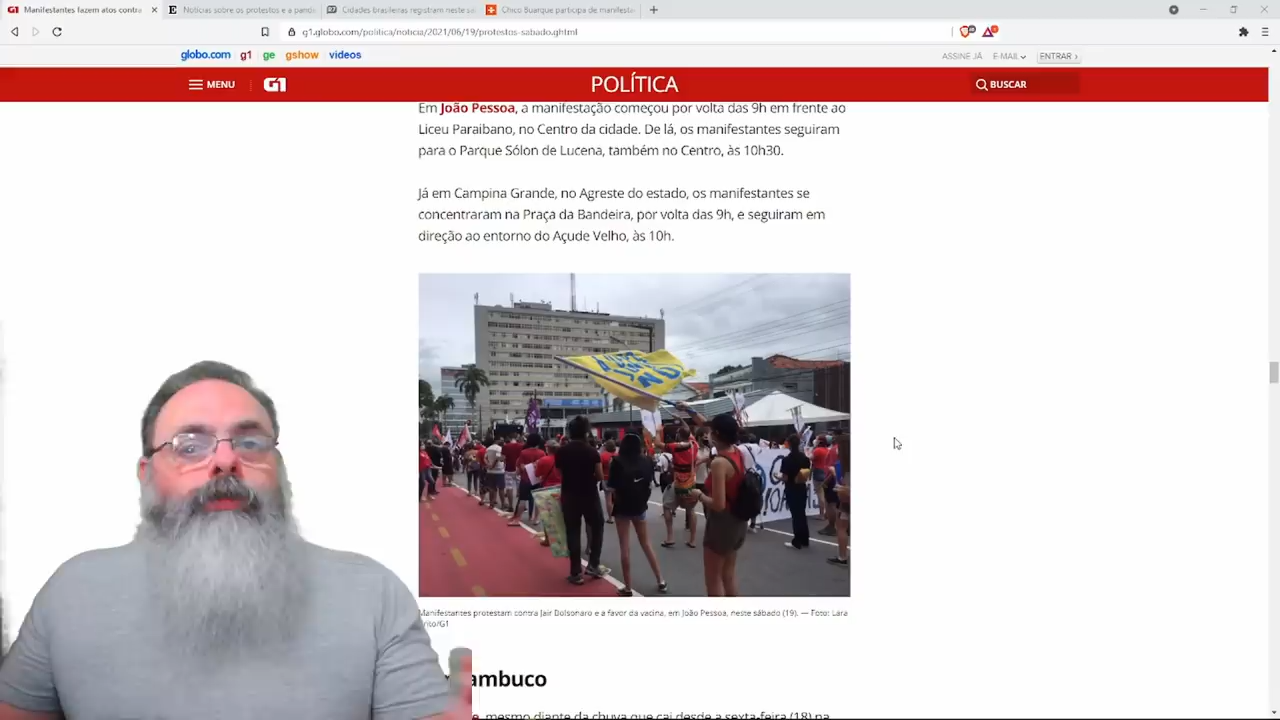 Manifestantes fazem atos contra
Notícias sobre os protestos e a pande
Cidades brasileiras registram neste sá
Chico Buarque participa de manifesta
g1.globo.com/politica/noticia/2021/06/19/protestos-sabado.ghtml
globo.com g1 ge gshow videos
ASSINE JÁ E-MAIL ENTRAR ›
MENU G1 POLÍTICA BUSCAR
Em João Pessoa, a manifestação começou por volta das 9h em frente ao
Liceu Paraibano, no Centro da cidade. De lá, os manifestantes seguiram
para o Parque Sólon de Lucena, também no Centro, às 10h30.
Já em Campina Grande, no Agreste do estado, os manifestantes se
concentraram na Praça da Bandeira, por volta das 9h, e seguiram em
direção ao entorno do Açude Velho, às 10h.
Manifestantes protestam contra Jair Bolsonaro e a favor da vacina, em João Pessoa, neste sábado (19). — Foto: Lara
rito/G1
ambuco
, mesmo diante da chuva que cai desde a sexta-feira (18) na